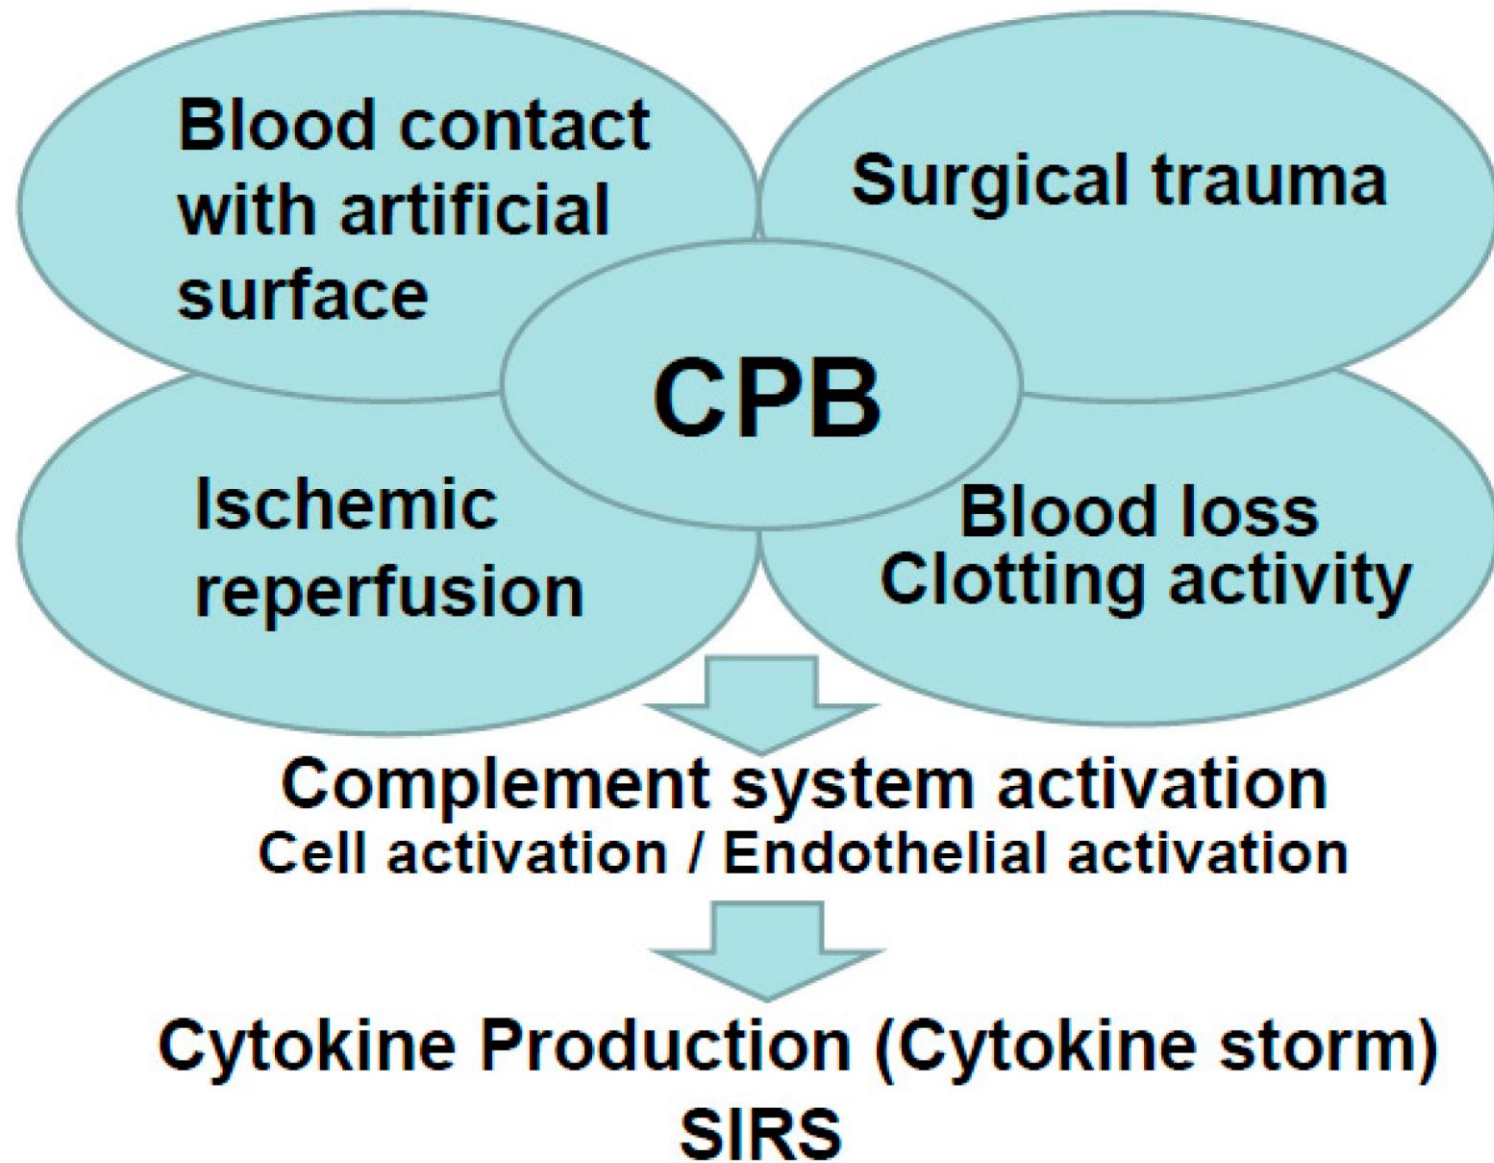 Blood contact
with artificial
surface
Surgical trauma
CPB
Ischemic
reperfusion
Blood loss
Clotting activity
Complement system activation
Cell activation / Endothelial activation
Cytokine Production (Cytokine storm)
SIRS